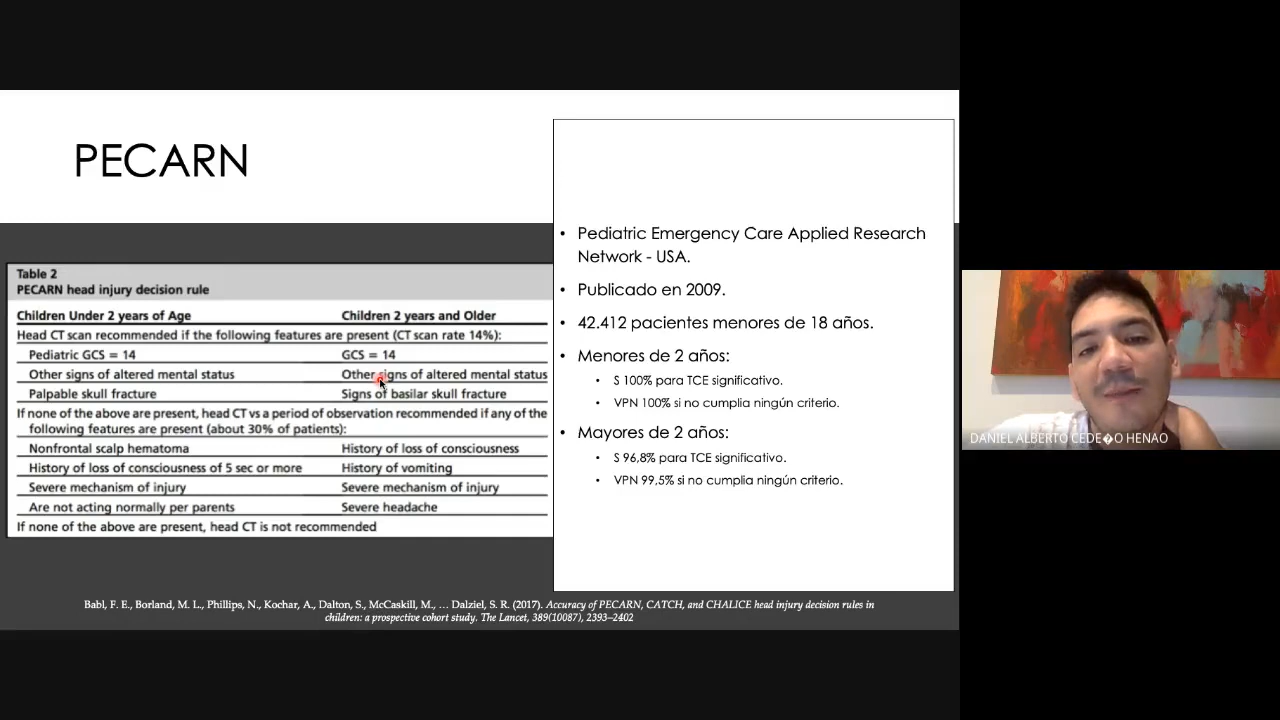 PECARN
Table 2
PECARN head injury decision rule
Children Under 2 years of Age Children 2 years and Older
Head CT scan recommended if the following features are present (CT scan rate 14%):
Pediatric GCS = 14 GCS = 14
Other signs of altered mental status Other signs of altered mental status
Palpable skull fracture Signs of basilar skull fracture
If none of the above are present, head CT vs a period of observation recommended if any of the
following features are present (about 30% of patients):
Nonfrontal scalp hematoma History of loss of consciousness
History of loss of consciousness of 5 sec or more History of vomiting
Severe mechanism of injury Severe mechanism of injury
Are not acting normally per parents Severe headache
If none of the above are present, head CT is not recommended
• Pediatric Emergency Care Applied Research
Network - USA.
• Publicado en 2009.
• 42.412 pacientes menores de 18 años.
• Menores de 2 años:
• S 100% para TCE significativo.
• VPN 100% si no cumplia ningún criterio.
• Mayores de 2 años:
• S 96,8% para TCE significativo.
• VPN 99.5% si no cumplia ningún criterio.
Babl, F. E., Borland, M. L., Phillips, N., Kochar, A., Dalton, S., McCaskill, M., … Dalziel, S. R. (2017). Accuracy of PECARN, CATCH, and CHALICE head injury decision rules in
children: a prospective cohort study. The Lancet, 389(10087), 2393–2402
DANIEL ALBERTO CEDE�O HENAO